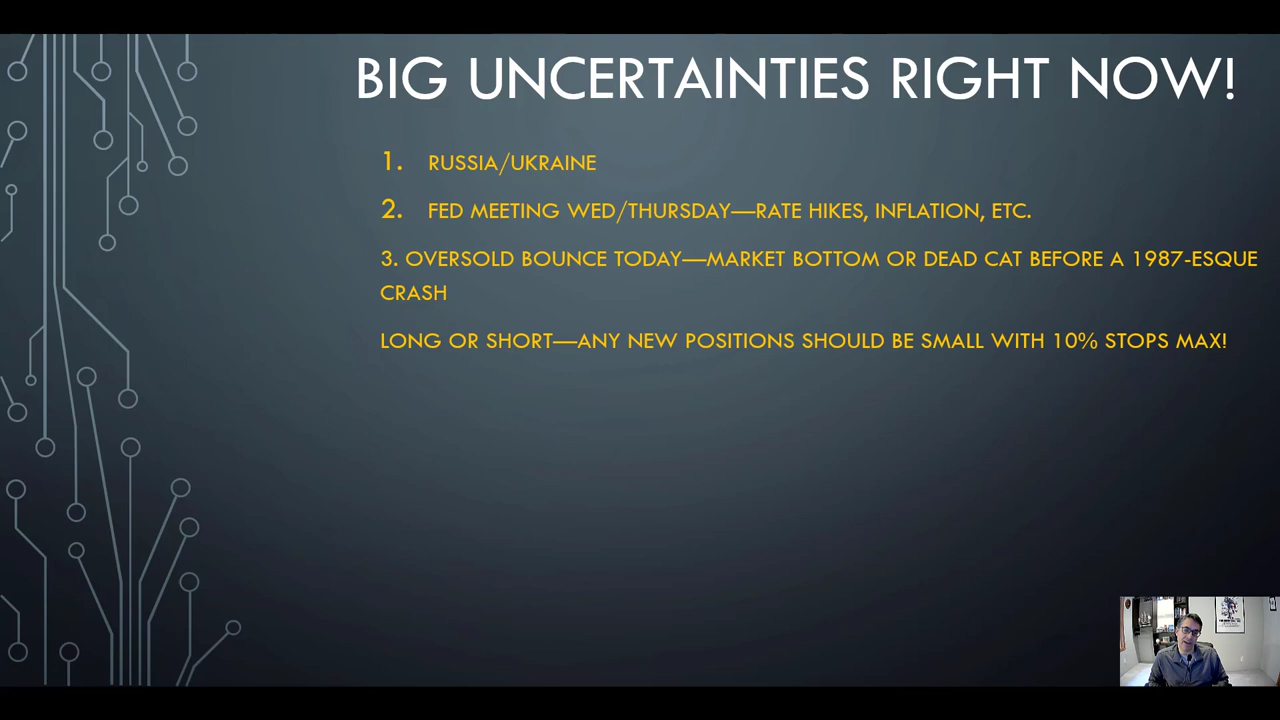 BIG UNCERTAINTIES RIGHT NOW!
1. RUSSIA/UKRAINE
2. FED MEETING WED/THURSDAY—RATE HIKES, INFLATION, ETC.
3. OVERSOLD BOUNCE TODAY—MARKET BOTTOM OR DEAD CAT BEFORE A 1987-ESQUE
CRASH
LONG OR SHORT—ANY NEW POSITIONS SHOULD BE SMALL WITH 10% STOPS MAX!